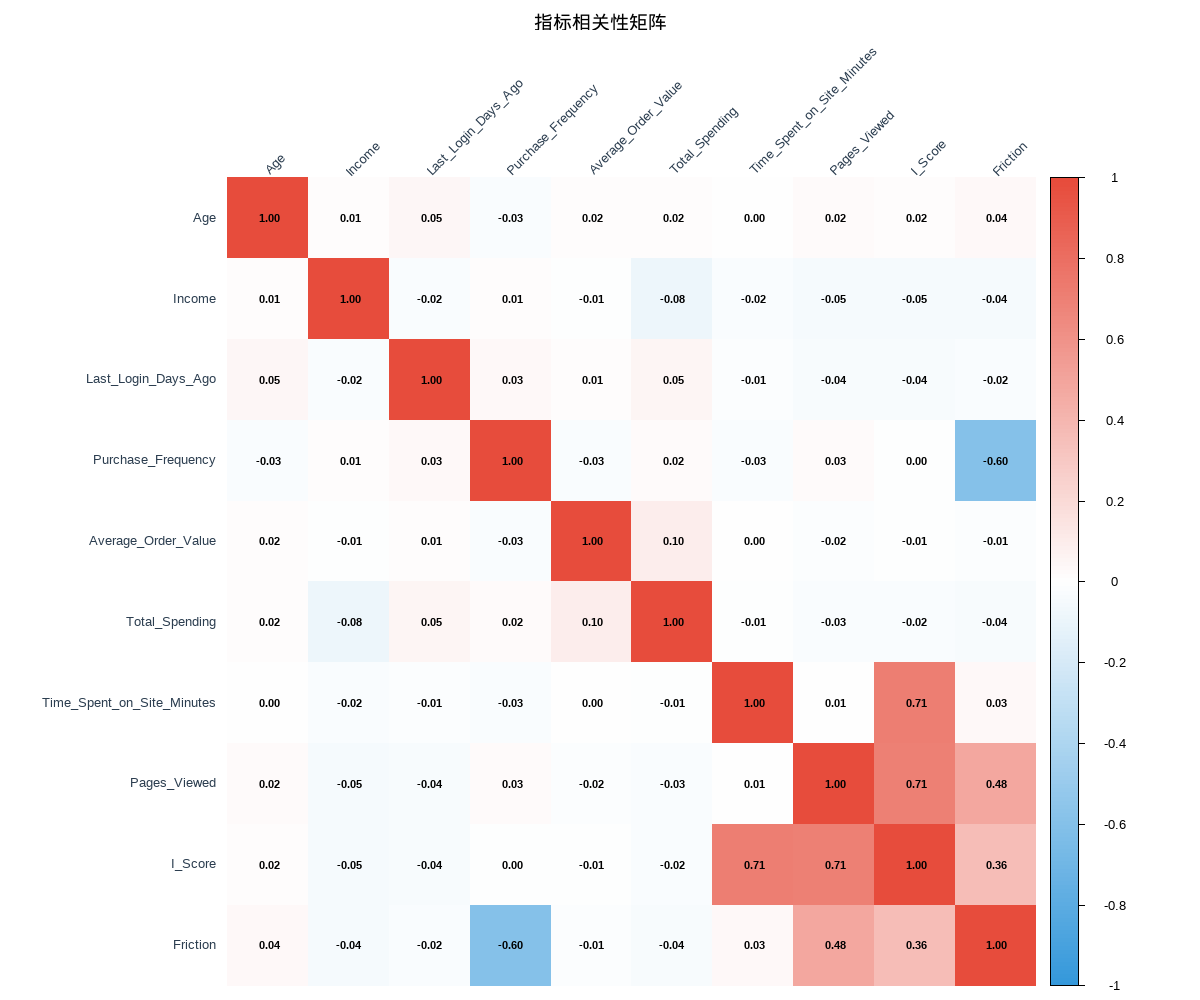 指标相关性矩阵
Age Income Last_Login_Days_Ago Purchase_Frequency Average_Order_Value Total_Spending Time_Spent_on_Site_Minutes Pages_Viewed I_Score Friction
Age 1.00 0.01 0.05 -0.03 0.02 0.02 0.00 0.02 0.02 0.04
Income 0.01 1.00 -0.02 0.01 -0.01 -0.08 -0.02 -0.05 -0.05 -0.04
Last_Login_Days_Ago 0.05 -0.02 1.00 0.03 0.01 0.05 -0.01 -0.04 -0.04 -0.02
Purchase_Frequency -0.03 0.01 0.03 1.00 -0.03 0.02 -0.03 0.03 0.00 -0.60
Average_Order_Value 0.02 -0.01 0.01 -0.03 1.00 0.10 0.00 -0.02 -0.01 -0.01
Total_Spending 0.02 -0.08 0.05 0.02 0.10 1.00 -0.01 -0.03 -0.02 -0.04
Time_Spent_on_Site_Minutes 0.00 -0.02 -0.01 -0.03 0.00 -0.01 1.00 0.01 0.71 0.03
Pages_Viewed 0.02 -0.05 -0.04 0.03 -0.02 -0.03 0.01 1.00 0.71 0.48
I_Score 0.02 -0.05 -0.04 0.00 -0.01 -0.02 0.71 0.71 1.00 0.36
Friction 0.04 -0.04 -0.02 -0.60 -0.01 -0.04 0.03 0.48 0.36 1.00
1
0.8
0.6
0.4
0.2
0
-0.2
-0.4
-0.6
-0.8
-1